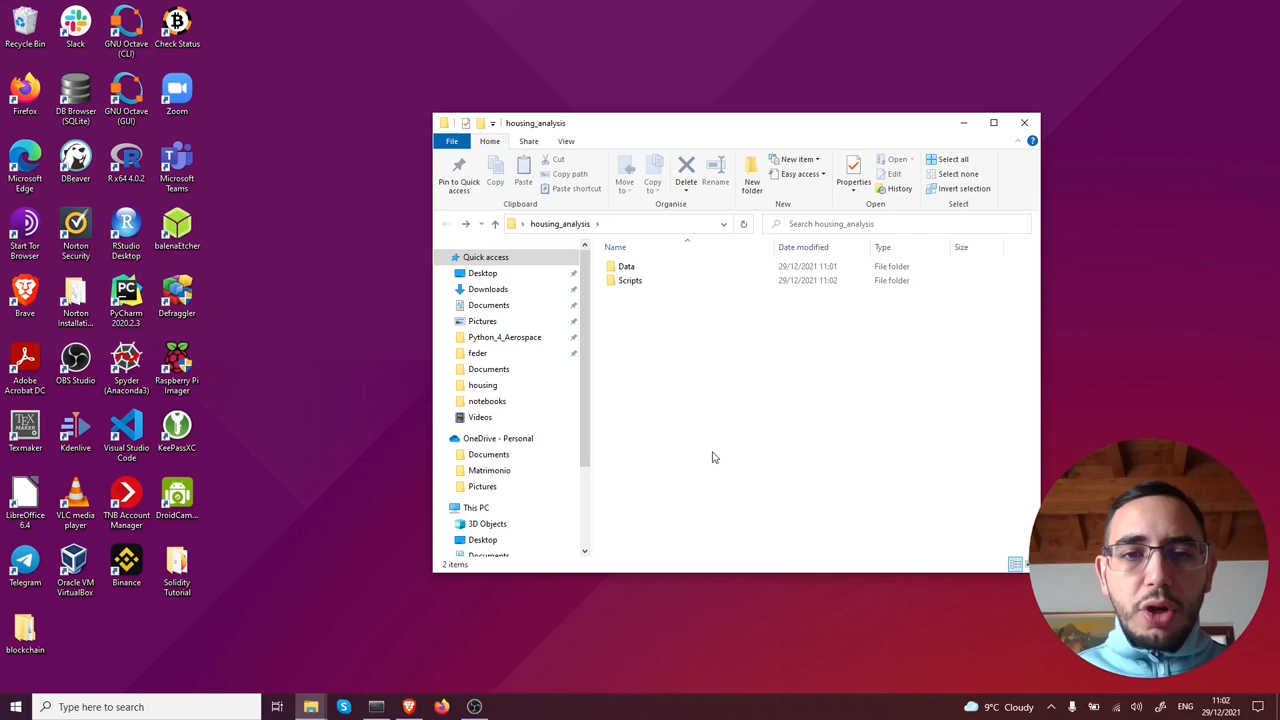 Recycle Bin
Slack
GNU Octave
(CLI)
Check Status
Firefox
DB Browser
(SQLite)
GNU Octave
(GUI)
Zoom
Microsoft
Edge
DBeaver
R x64 4.0.2
Microsoft
Teams
Start Tor
Browser
Norton
Security
RStudio
Desktop
balenaEtcher
Brave
Norton
Installati...
PyCharm
2020.2.3
Defraggler
Adobe
Acrobat DC
OBS Studio
Spyder
(Anaconda3)
Raspberry Pi
Imager
Texmaker
Kdenlive
Visual Studio
Code
KeePassXC
LibreOffice
6.4
VLC media
player
TNB Account
Manager
DroidCam...
Telegram
Oracle VM
VirtualBox
Binance
Solidity
Tutorial
blockchain
housing_analysis
File Home Share View
Pin to Quick
access
Copy
Paste
Cut
Copy path
Paste shortcut
Clipboard
Move
to
Copy
to
Delete
Rename
Organise
New
folder
New item
Easy access
New
Properties
Open
Edit
History
Open
Select all
Select none
Invert selection
Select
housing_analysis
Search housing_analysis
Name Date modified Type Size
Data 29/12/2021 11:01 File folder
Scripts 29/12/2021 11:02 File folder
Quick access
Desktop
Downloads
Documents
Pictures
Python_4_Aerospace
feder
Documents
housing
notebooks
Videos
OneDrive - Personal
Documents
Matrimonio
Pictures
This PC
3D Objects
Desktop
Documents
2 items
Type here to search
9°C Cloudy
ENG
11:02
29/12/2021